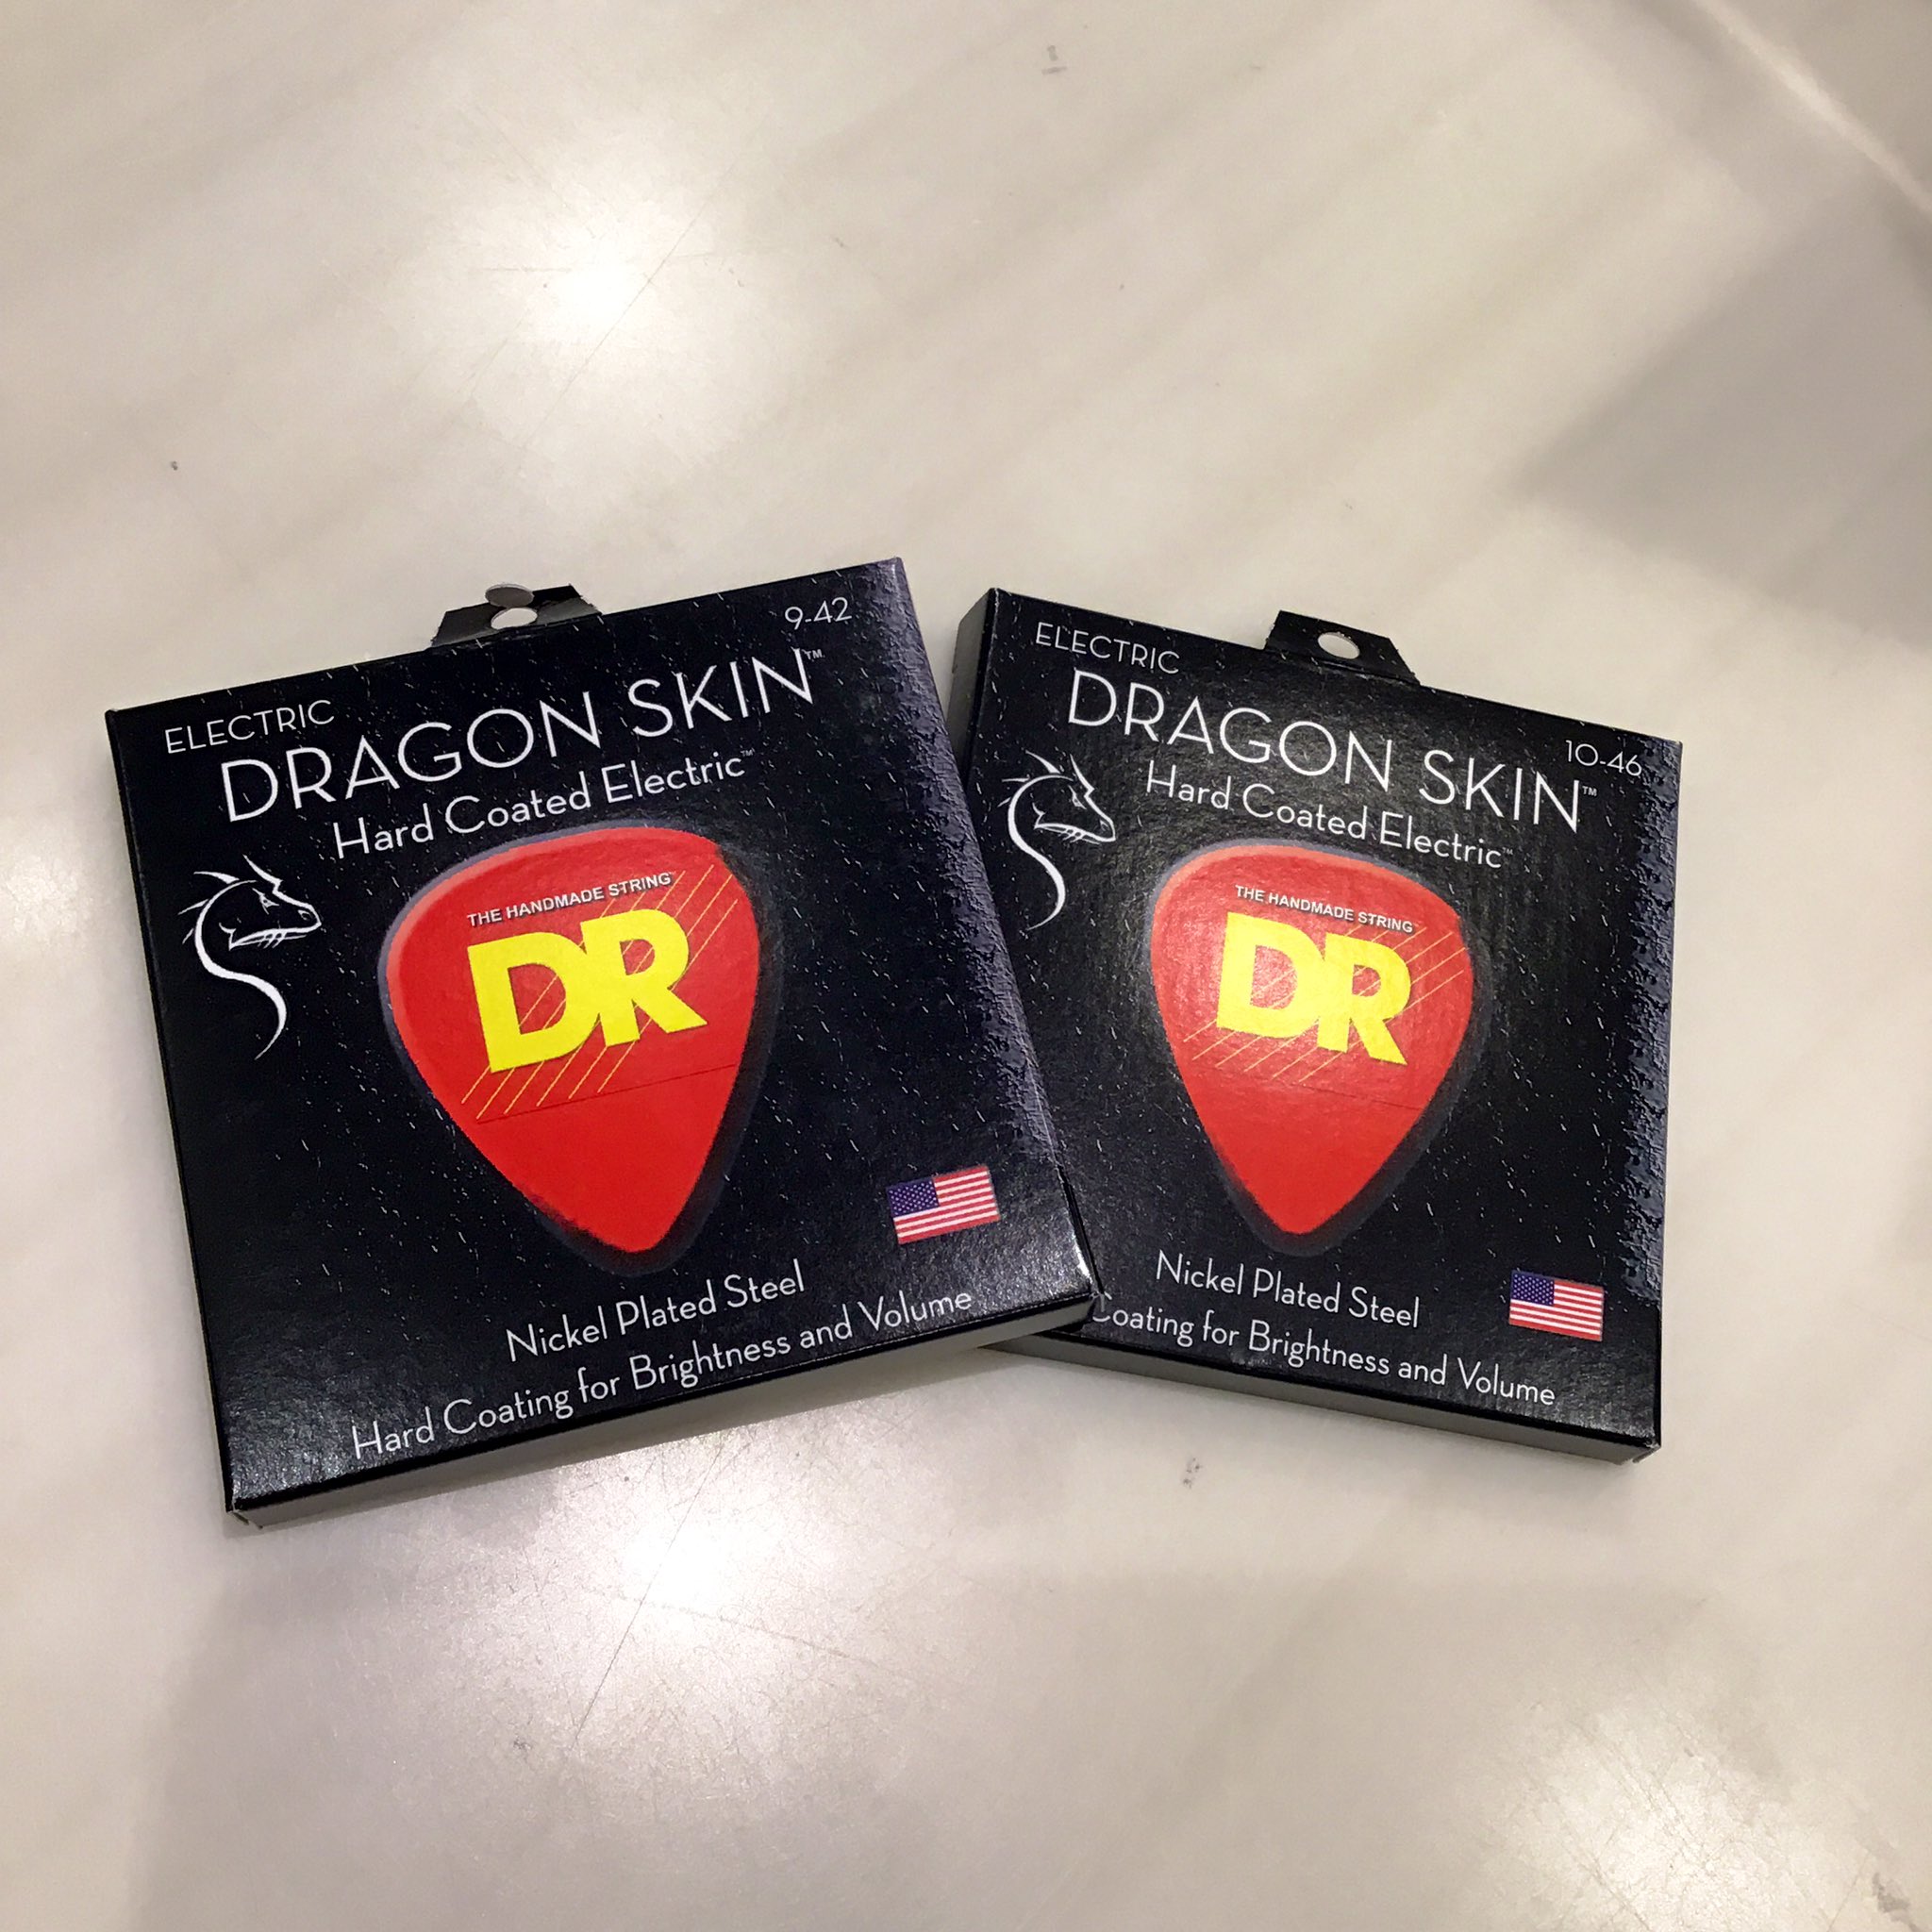 9-42
ELECTRIC
DRAGON SKIN™
Hard Coated Electric™
THE HANDMADE STRING™
DR
Nickel Plated Steel
Hard Coating for Brightness and Volume
ELECTRIC
10-46
DRAGON SKIN™
Hard Coated Electric™
THE HANDMADE STRING™
DR
Nickel Plated Steel
Coating for Brightness and Volume